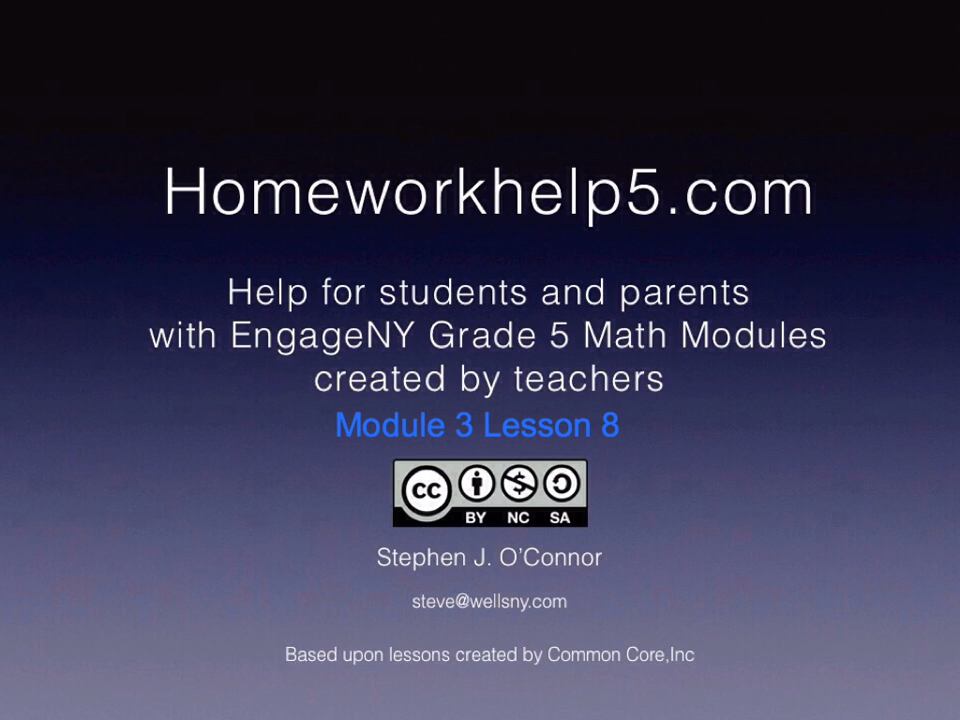 Homeworkhelp5.com
Help for students and parents
with EngageNY Grade 5 Math Modules
created by teachers
Module 3 Lesson 8
cc
BY NC SA
Stephen J. O’Connor
steve@wellsny.com
Based upon lessons created by Common Core,Inc